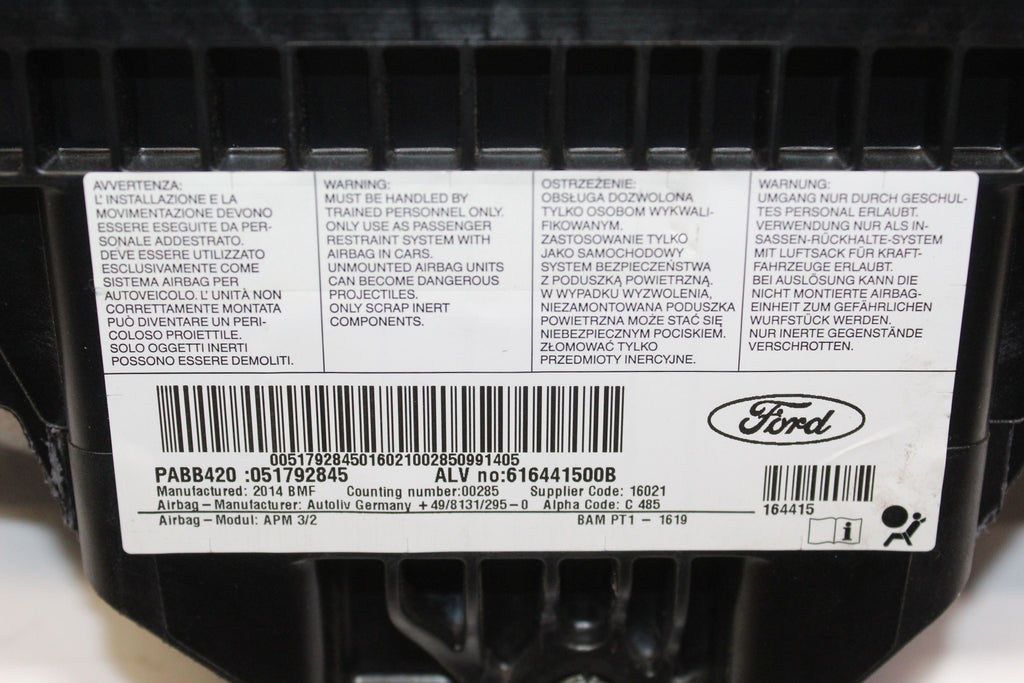 AVVERTENZA:
L' INSTALLAZIONE E LA
MOVIMENTAZIONE DEVONO
ESSERE ESEGUITE DA PER-
SONALE ADDESTRATO.
DEVE ESSERE UTILIZZATO
ESCLUSIVAMENTE COME
SISTEMA AIRBAG PER
AUTOVEICOLO. L' UNITÀ NON
CORRETTAMENTE MONTATA
PUÒ DIVENTARE UN PERI-
COLOSO PROIETTILE.
SOLO OGGETTI INERTI
POSSONO ESSERE DEMOLITI.
WARNING:
MUST BE HANDLED BY
TRAINED PERSONNEL ONLY.
ONLY USE AS PASSENGER
RESTRAINT SYSTEM WITH
AIRBAG IN CARS.
UNMOUNTED AIRBAG UNITS
CAN BECOME DANGEROUS
PROJECTILES.
ONLY SCRAP INERT
COMPONENTS.
OSTRZEŻENIE:
OBSŁUGA DOZWOLONA
TYLKO OSOBOM WYKWALI-
FIKOWANYM.
ZASTOSOWANIE TYLKO
JAKO SAMOCHODOWY
SYSTEM BEZPIECZEŃSTWA
Z PODUSZKĄ POWIETRZNĄ.
W WYPADKU WYZWOLENIA,
NIEZAMONTOWANA PODUSZKA
POWIETRZNA MOŻE STAĆ SIĘ
NIEBEZPIECZNYM POCISKIEM.
ZŁOMOWAĆ TYLKO
PRZEDMIOTY INERCYJNE.
WARNUNG:
UMGANG NUR DURCH GESCHUL-
TES PERSONAL ERLAUBT.
VERWENDUNG NUR ALS IN-
SASSEN-RÜCKHALTE-SYSTEM
MIT LUFTSACK FÜR KRAFT-
FAHRZEUGE ERLAUBT.
BEI AUSLÖSUNG KANN DIE
NICHT MONTIERTE AIRBAG-
EINHEIT ZUM GEFÄHRLICHEN
WURFSTÜCK WERDEN.
NUR INERTE GEGENSTÄNDE
VERSCHROTTEN.
Ford
0051792845016021002850991405
PABB420 :051792845 ALV no:616441500B
Manufactured: 2014 BMF Counting number:00285 Supplier Code: 16021
Airbag - Manufacturer: Autoliv Germany +49/8131/295-0 Alpha Code: C 485
Airbag - Modul: APM 3/2 BAM PT1 - 1619
164415
i